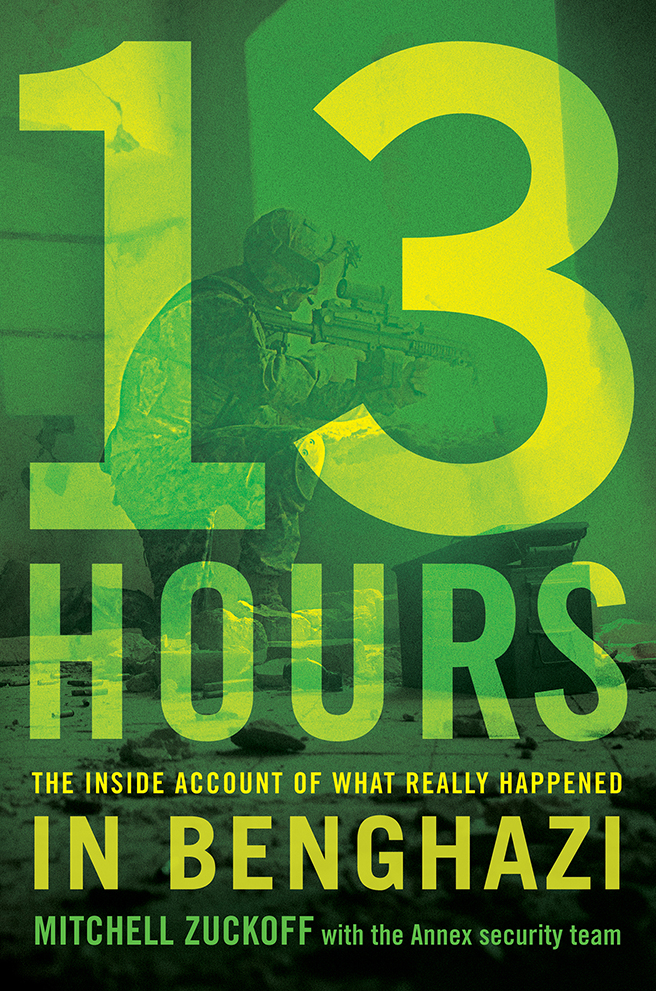 13
HOURS
THE INSIDE ACCOUNT OF WHAT REALLY HAPPENED
IN BENGHAZI
MITCHELL ZUCKOFF with the Annex security team